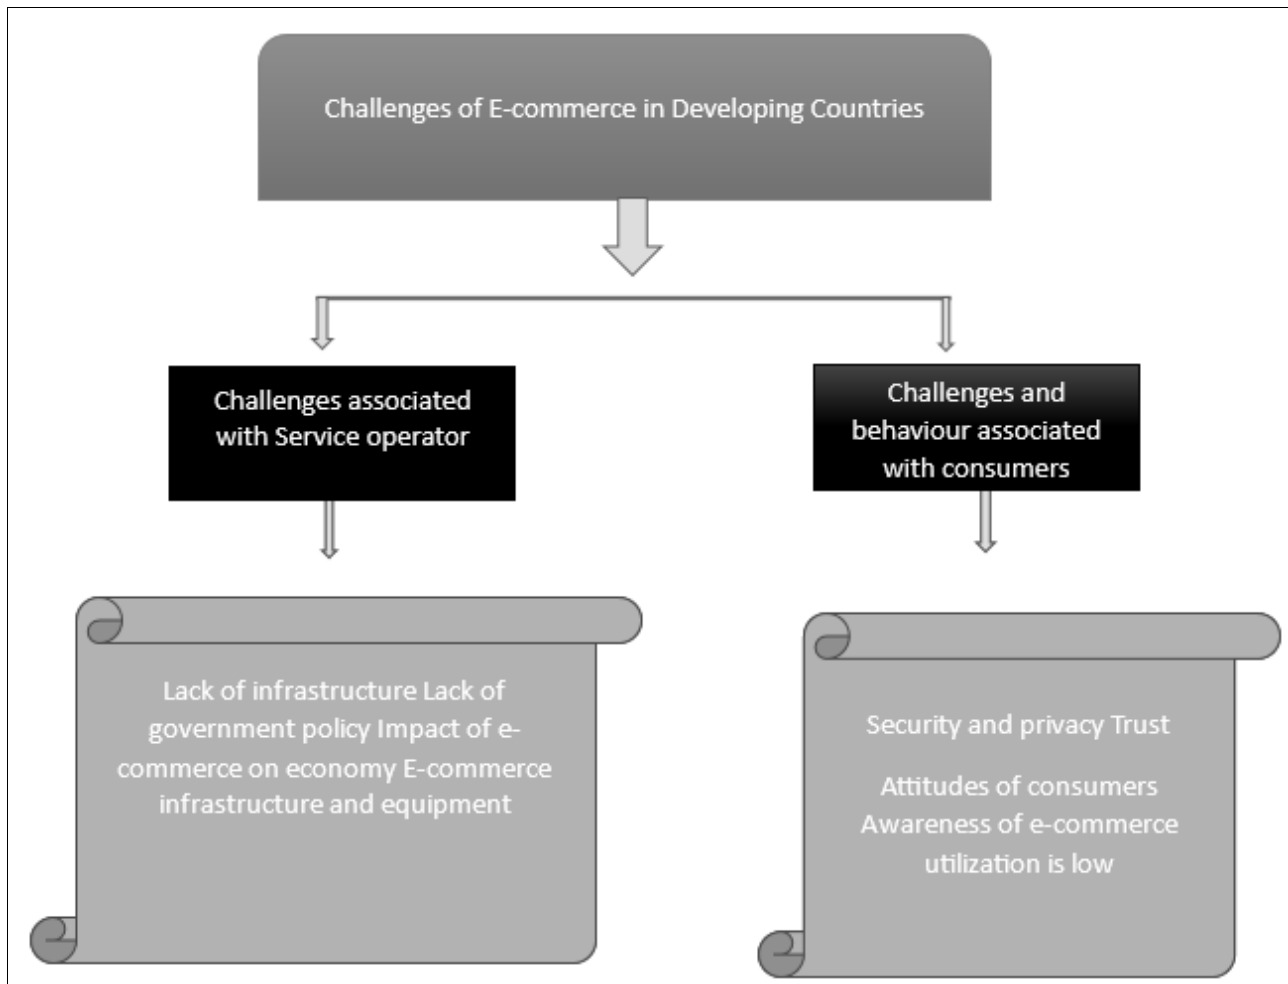 Challenges of E-commerce in Developing Countries
Challenges associated
with Service operator
Challenges and
behaviour associated
with consumers
Lack of infrastructure Lack of
government policy Impact of e-
commerce on economy E-commerce
infrastructure and equipment
Security and privacy Trust
Attitudes of consumers
Awareness of e-commerce
utilization is low